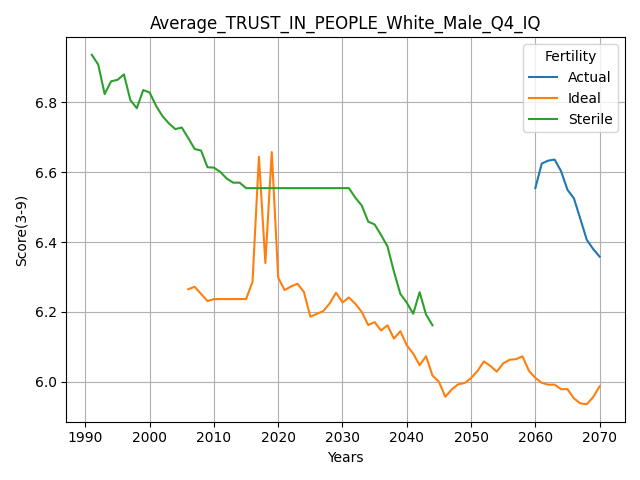 Average_TRUST_IN_PEOPLE_White_Male_Q4_IQ
Fertility
Actual
Ideal
Sterile
Score(3-9)
6.8
6.6
6.4
6.2
6.0
1990 2000 2010 2020 2030 2040 2050 2060 2070
Years